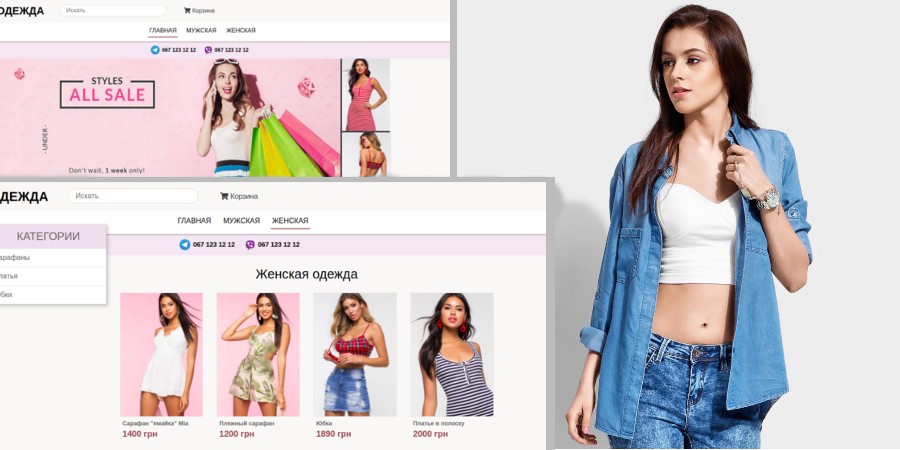 ОДЕЖДА
Искать
Корзина
ГЛАВНАЯ МУЖСКАЯ ЖЕНСКАЯ
067 123 12 12 067 123 12 12
STYLES
ALL SALE
- UNDER -
Don't wait, 1 week only!
ДЕЖДА
Искать
Корзина
ГЛАВНАЯ МУЖСКАЯ ЖЕНСКАЯ
067 123 12 12 067 123 12 12
КАТЕГОРИИ
арафаны
латья
бки
Женская одежда
Сарафан "ямайка" Mia
1400 грн
Пляжный сарафан
1200 грн
Юбка
1890 грн
Платье в полоску
2000 грн